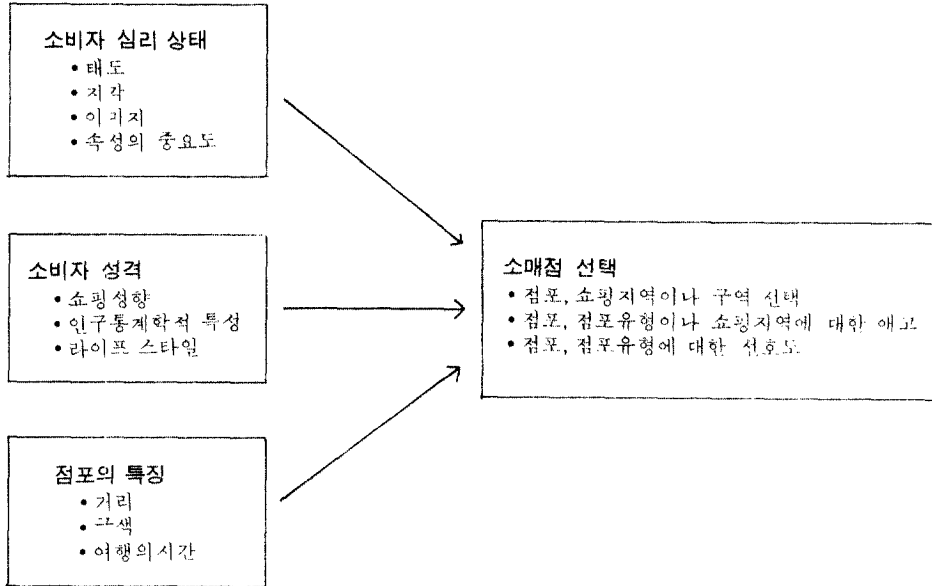 소비자 심리 상태
• 태도
• 지각
• 이미지
• 속성의 중요도
소비자 성격
• 쇼핑성향
• 인구통계학적 특성
• 라이프 스타일
점포의 특징
• 거리
•
• 여행의시간
소매점 선택
• 점포, 쇼핑지역이나 구역 선택
• 점포, 점포유형이나 쇼핑지역에 대한 애고
• 점포, 점포유형에 대한 선호도